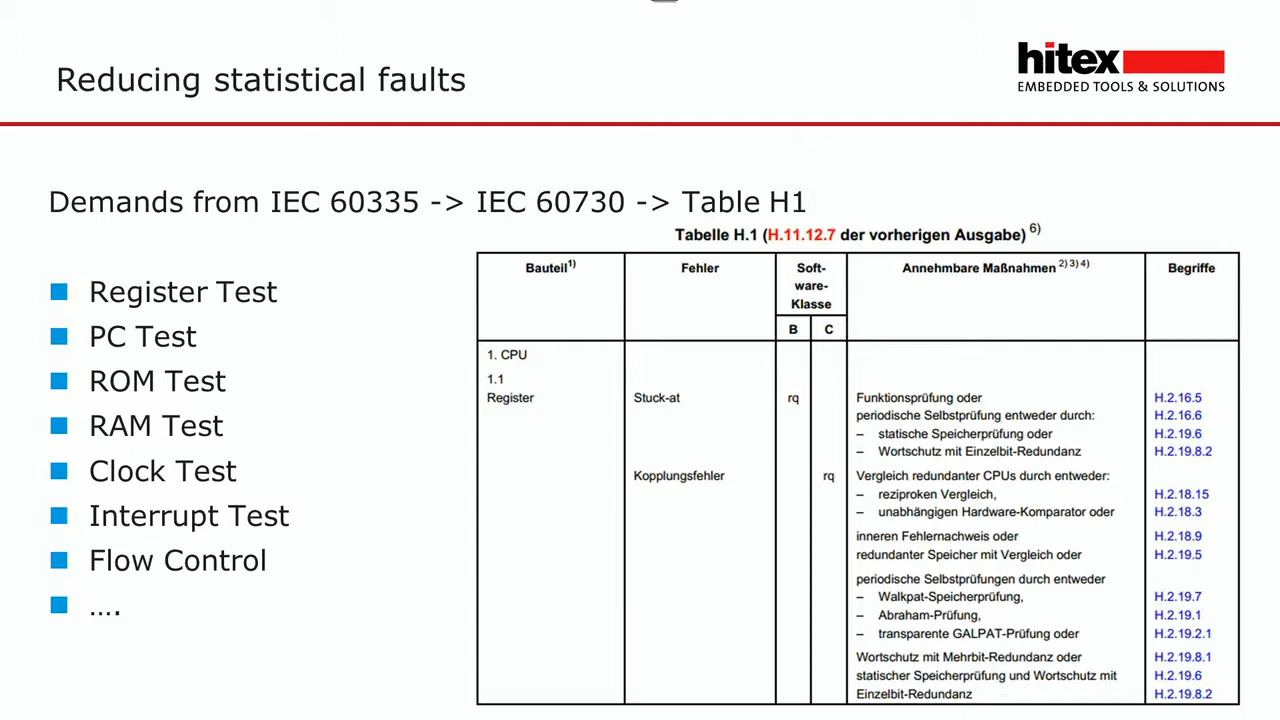 Reducing statistical faults
hitex
EMBEDDED TOOLS & SOLUTIONS
Demands from IEC 60335 -> IEC 60730 -> Table H1
Register Test
PC Test
ROM Test
RAM Test
Clock Test
Interrupt Test
Flow Control
….
Tabelle H.1 (H.11.12.7 der vorherigen Ausgabe) 6)
Bauteil1) Fehler Soft-ware-Klasse Annehmbare Maßnahmen 2) 3) 4) Begriffe
B C
1. CPU
1.1
Register Stuck-at rq Funktionsprüfung oder H.2.16.5
periodische Selbstprüfung entweder durch: H.2.16.6
– statische Speicherprüfung oder H.2.19.6
– Wortschutz mit Einzelbit-Redundanz H.2.19.8.2
Kopplungsfehler rq Vergleich redundanter CPUs durch entweder:
– reziproken Vergleich, H.2.18.15
– unabhängigen Hardware-Komparator oder H.2.18.3
inneren Fehlernachweis oder H.2.18.9
redundanter Speicher mit Vergleich oder H.2.19.5
periodische Selbstprüfungen durch entweder
– Walkpat-Speicherprüfung, H.2.19.7
– Abraham-Prüfung, H.2.19.1
– transparente GALPAT-Prüfung oder H.2.19.2.1
Wortschutz mit Mehrbit-Redundanz oder H.2.19.8.1
statischer Speicherprüfung und Wortschutz mit H.2.19.6
Einzelbit-Redundanz H.2.19.8.2